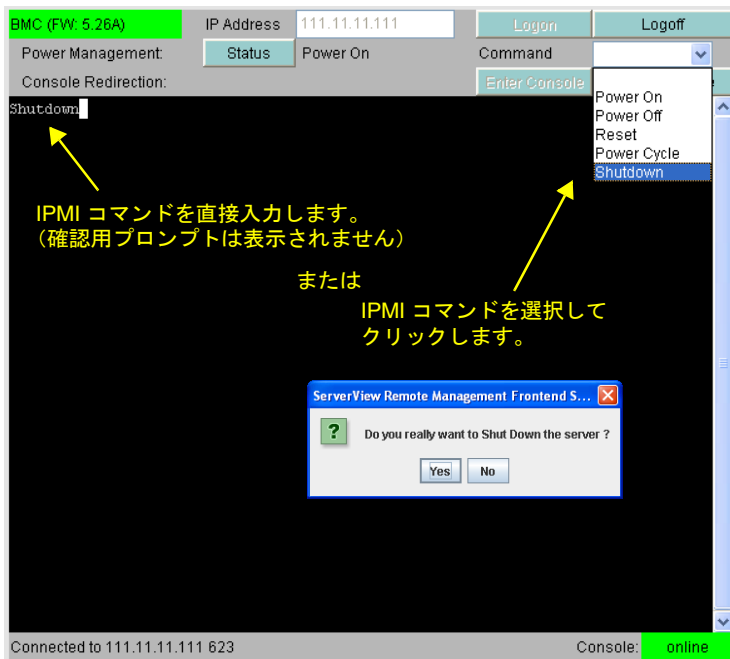 BMC (FW: 5.26A) IP Address 111.11.11.111 Logon Logoff
Power Management: Status Power On Command
Console Redirection: Enter Console
Power On
Power Off
Reset
Power Cycle
Shutdown
Shutdown
IPMI コマンドを直接入力します。
（確認用プロンプトは表示されません）
または
IPMI コマンドを選択して
クリックします。
ServerView Remote Management Frontend S...
? Do you really want to Shut Down the server ?
Yes No
Connected to 111.11.11.111 623 Console: online